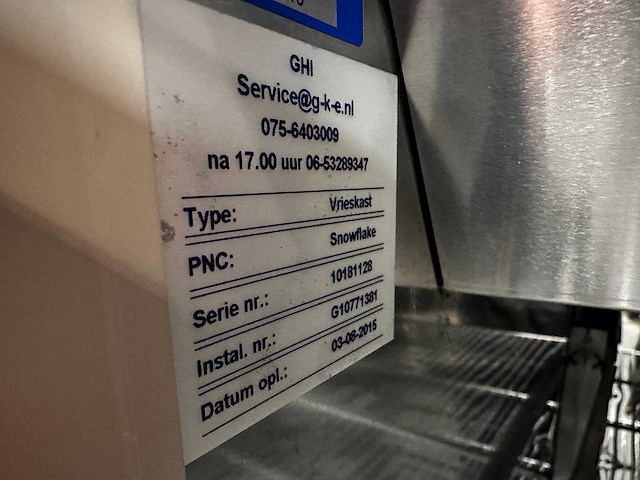 GHI
Service@g-k-e.nl
075-6403009
na 17.00 uur 06-53289347
Type: Vrieskast
PNC: Snowflake
Serie nr.: 10181128
Instal. nr.: G10771381
Datum opl.: 03-08-2015